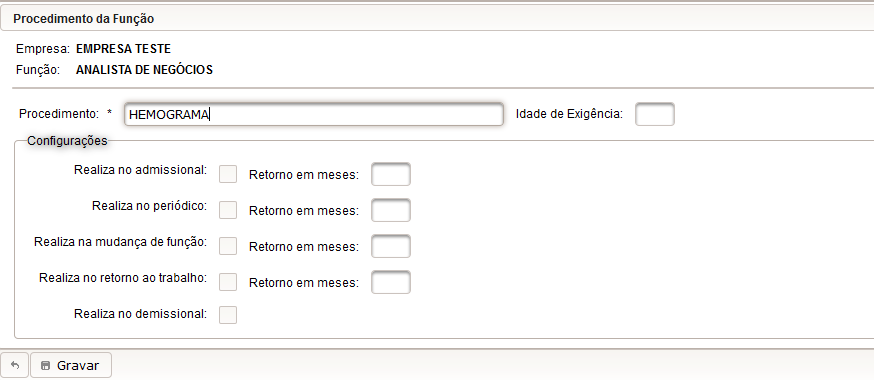 Procedimento da Função
Empresa: EMPRESA TESTE
Função: ANALISTA DE NEGÓCIOS
Procedimento: * HEMOGRAMA Idade de Exigência:
Configurações
Realiza no admissional: Retorno em meses:
Realiza no periódico: Retorno em meses:
Realiza na mudança de função: Retorno em meses:
Realiza no retorno ao trabalho: Retorno em meses:
Realiza no demissional:
Gravar